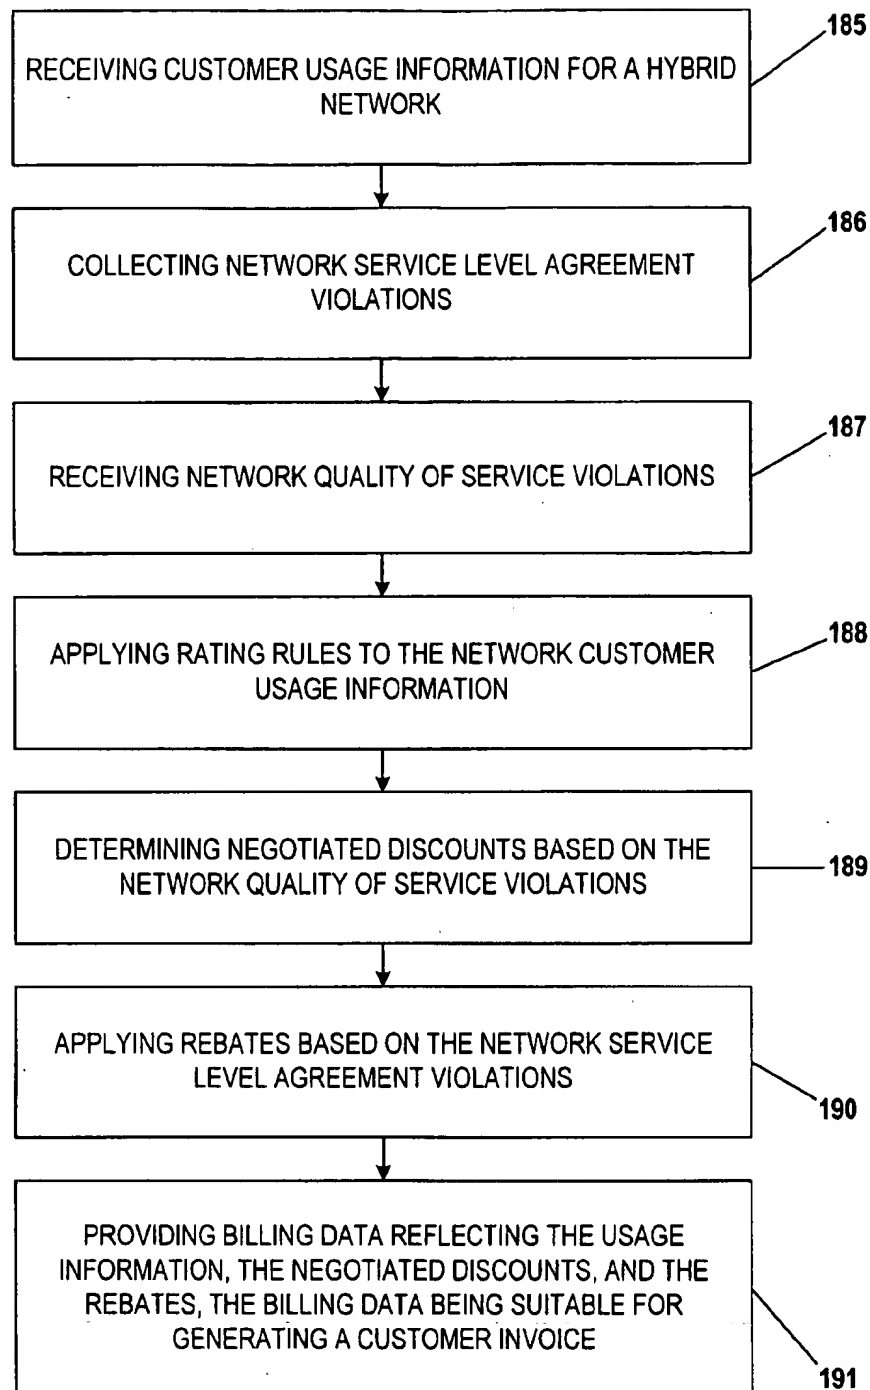 185
RECEIVING CUSTOMER USAGE INFORMATION FOR A HYBRID
NETWORK
186
COLLECTING NETWORK SERVICE LEVEL AGREEMENT
VIOLATIONS
187
RECEIVING NETWORK QUALITY OF SERVICE VIOLATIONS
188
APPLYING RATING RULES TO THE NETWORK CUSTOMER
USAGE INFORMATION
DETERMINING NEGOTIATED DISCOUNTS BASED ON THE
NETWORK QUALITY OF SERVICE VIOLATIONS
189
APPLYING REBATES BASED ON THE NETWORK SERVICE
LEVEL AGREEMENT VIOLATIONS
190
PROVIDING BILLING DATA REFLECTING THE USAGE
INFORMATION, THE NEGOTIATED DISCOUNTS, AND THE
REBATES, THE BILLING DATA BEING SUITABLE FOR
GENERATING A CUSTOMER INVOICE
191